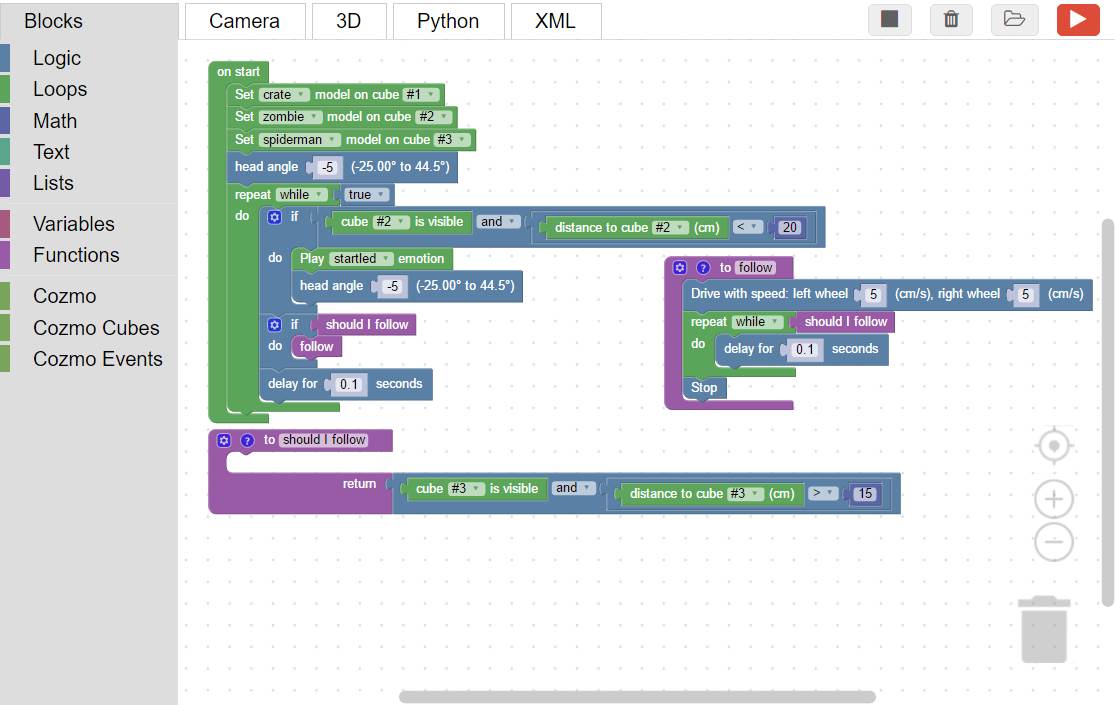 Blocks
Camera
3D
Python
XML
Logic
Loops
Math
Text
Lists
Variables
Functions
Cozmo
Cozmo Cubes
Cozmo Events
on start
Set crate model on cube #1
Set zombie model on cube #2
Set spiderman model on cube #3
head angle -5 (-25.00° to 44.5°)
repeat while true
do if cube #2 is visible and distance to cube #2 (cm) < 20
do Play startled emotion
head angle -5 (-25.00° to 44.5°)
if should I follow
do follow
delay for 0.1 seconds
? to follow
Drive with speed: left wheel 5 (cm/s), right wheel 5 (cm/s)
repeat while should I follow
do delay for 0.1 seconds
Stop
? to should I follow
return cube #3 is visible and distance to cube #3 (cm) > 15